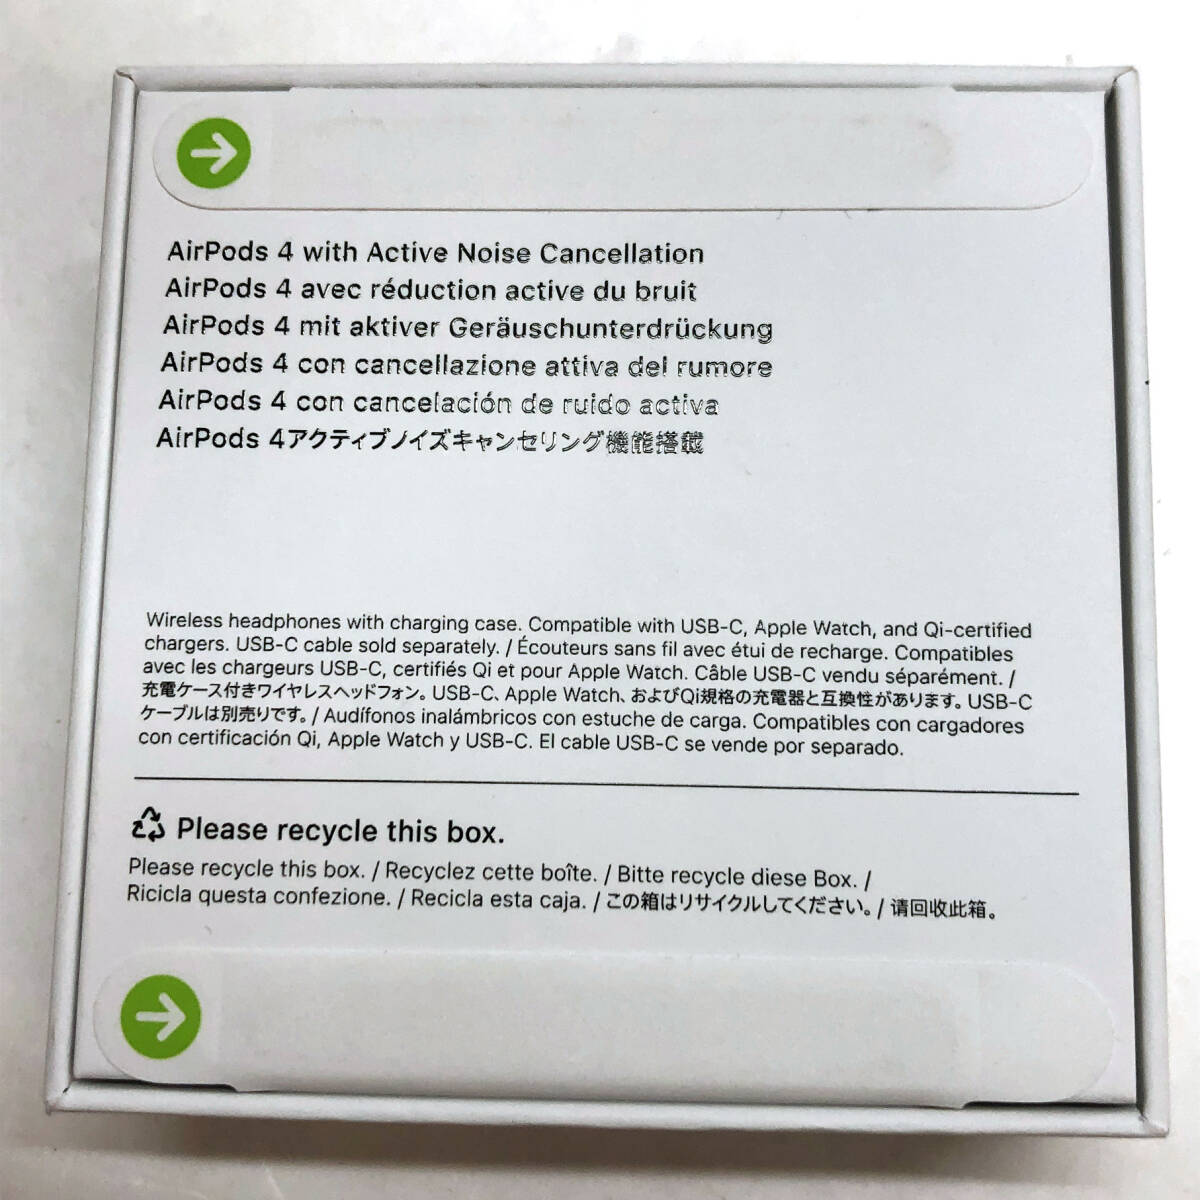 AirPods 4 with Active Noise Cancellation
AirPods 4 avec réduction active du bruit
AirPods 4 mit aktiver Geräuschunterdrückung
AirPods 4 con cancellazione attiva del rumore
AirPods 4 con cancelación de ruido activa
AirPods 4アクティブノイズキャンセリング機能搭載
Wireless headphones with charging case. Compatible with USB-C, Apple Watch, and Qi-certified
chargers. USB-C cable sold separately. / Écouteurs sans fil avec étui de recharge. Compatibles
avec les chargeurs USB-C, certifiés Qi et pour Apple Watch. Câble USB-C vendu séparément. /
充電ケース付きワイヤレスヘッドフォン。USB-C、Apple Watch、およびQi規格の充電器と互換性があります。USB-C
ケーブルは別売りです。/ Audífonos inalámbricos con estuche de carga. Compatibles con cargadores
con certificación Qi, Apple Watch y USB-C. El cable USB-C se vende por separado.
Please recycle this box.
Please recycle this box. / Recyclez cette boîte. / Bitte recycle diese Box. /
Ricicla questa confezione. / Recicla esta caja. / この箱はリサイクルしてください。/ 请回收此箱。